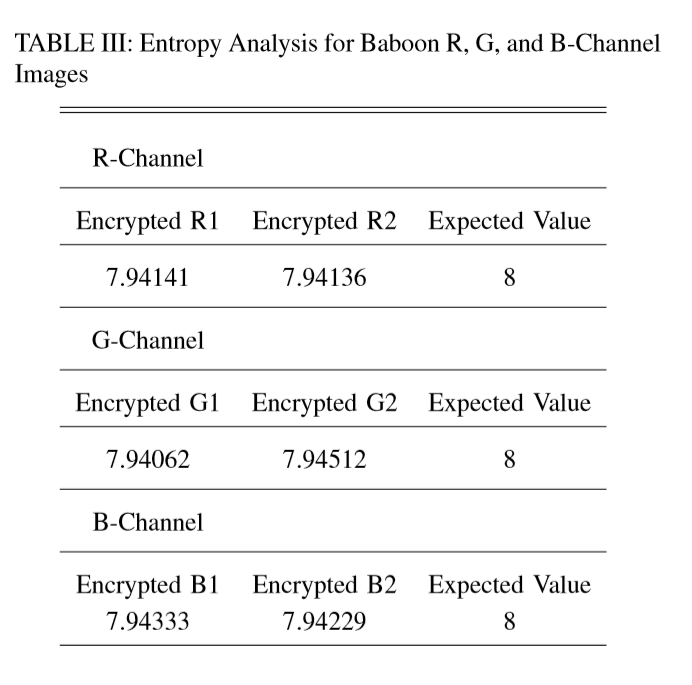 TABLE III: Entropy Analysis for Baboon R, G, and B-Channel
Images
R-Channel
Encrypted R1 Encrypted R2 Expected Value
7.94141 7.94136 8
G-Channel
Encrypted G1 Encrypted G2 Expected Value
7.94062 7.94512 8
B-Channel
Encrypted B1 Encrypted B2 Expected Value
7.94333 7.94229 8